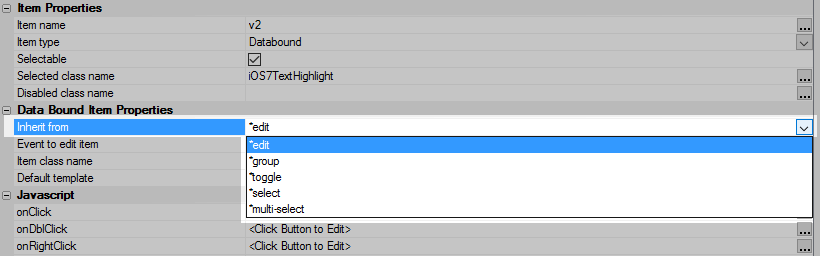 Item Properties
Item name v2 ...
Item type Databound
Selectable
Selected class name iOS7TextHighlight ...
Disabled class name ...
Data Bound Item Properties
Inherit from *edit
Event to edit item *edit
Item class name *group
Default template *toggle
*select
Javascript *multi-select
onClick
onDblClick <Click Button to Edit> ...
onRightClick <Click Button to Edit> ...